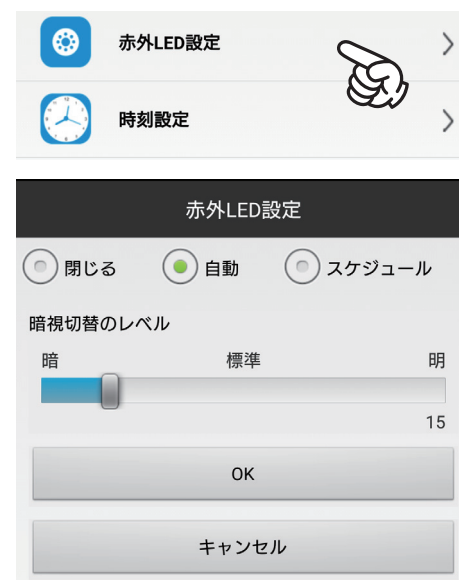 赤外LED設定
時刻設定
赤外LED設定
閉じる 自動 スケジュール
暗視切替のレベル
暗 標準 明
15
OK
キャンセル